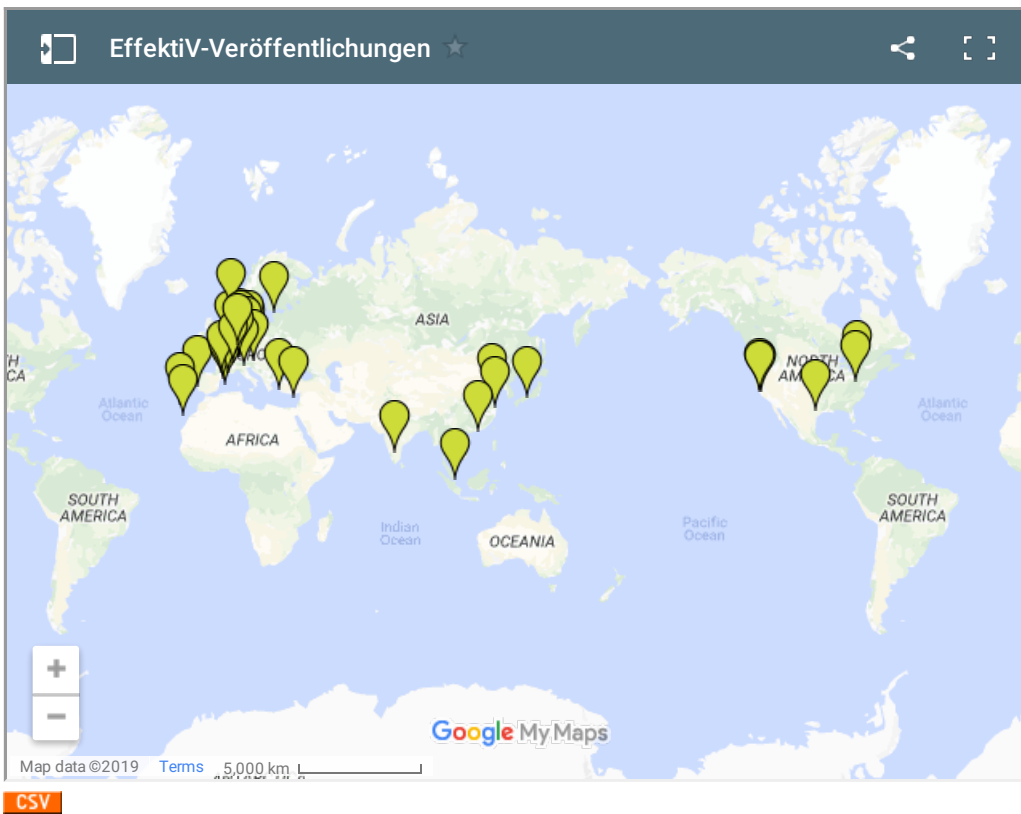 EffektiV-Veröffentlichungen
ASIA
NORTH
AMERICA
Atlantic
Ocean
Atlantic
Ocean
AFRICA
SOUTH
AMERICA
SOUTH
AMERICA
Indian
Ocean
Pacific
Ocean
OCEANIA
+
−
Google My Maps
Map data ©2019 Terms 5,000 km
CSV